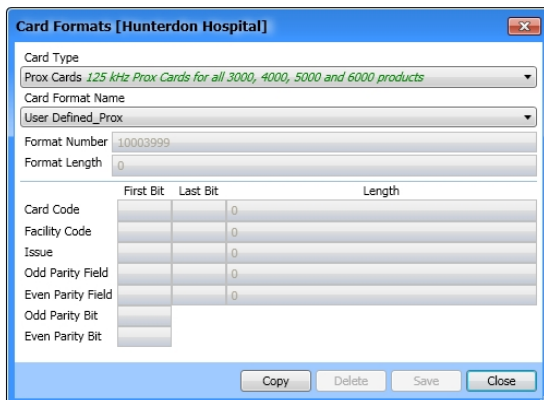 Card Formats [Hunterdon Hospital]
Card Type
Prox Cards 125 kHz Prox Cards for all 3000, 4000, 5000 and 6000 products
Card Format Name
User Defined_Prox
Format Number 10003999
Format Length 0
First Bit Last Bit Length
Card Code 0
Facility Code 0
Issue 0
Odd Parity Field 0
Even Parity Field 0
Odd Parity Bit
Even Parity Bit
Copy Delete Save Close